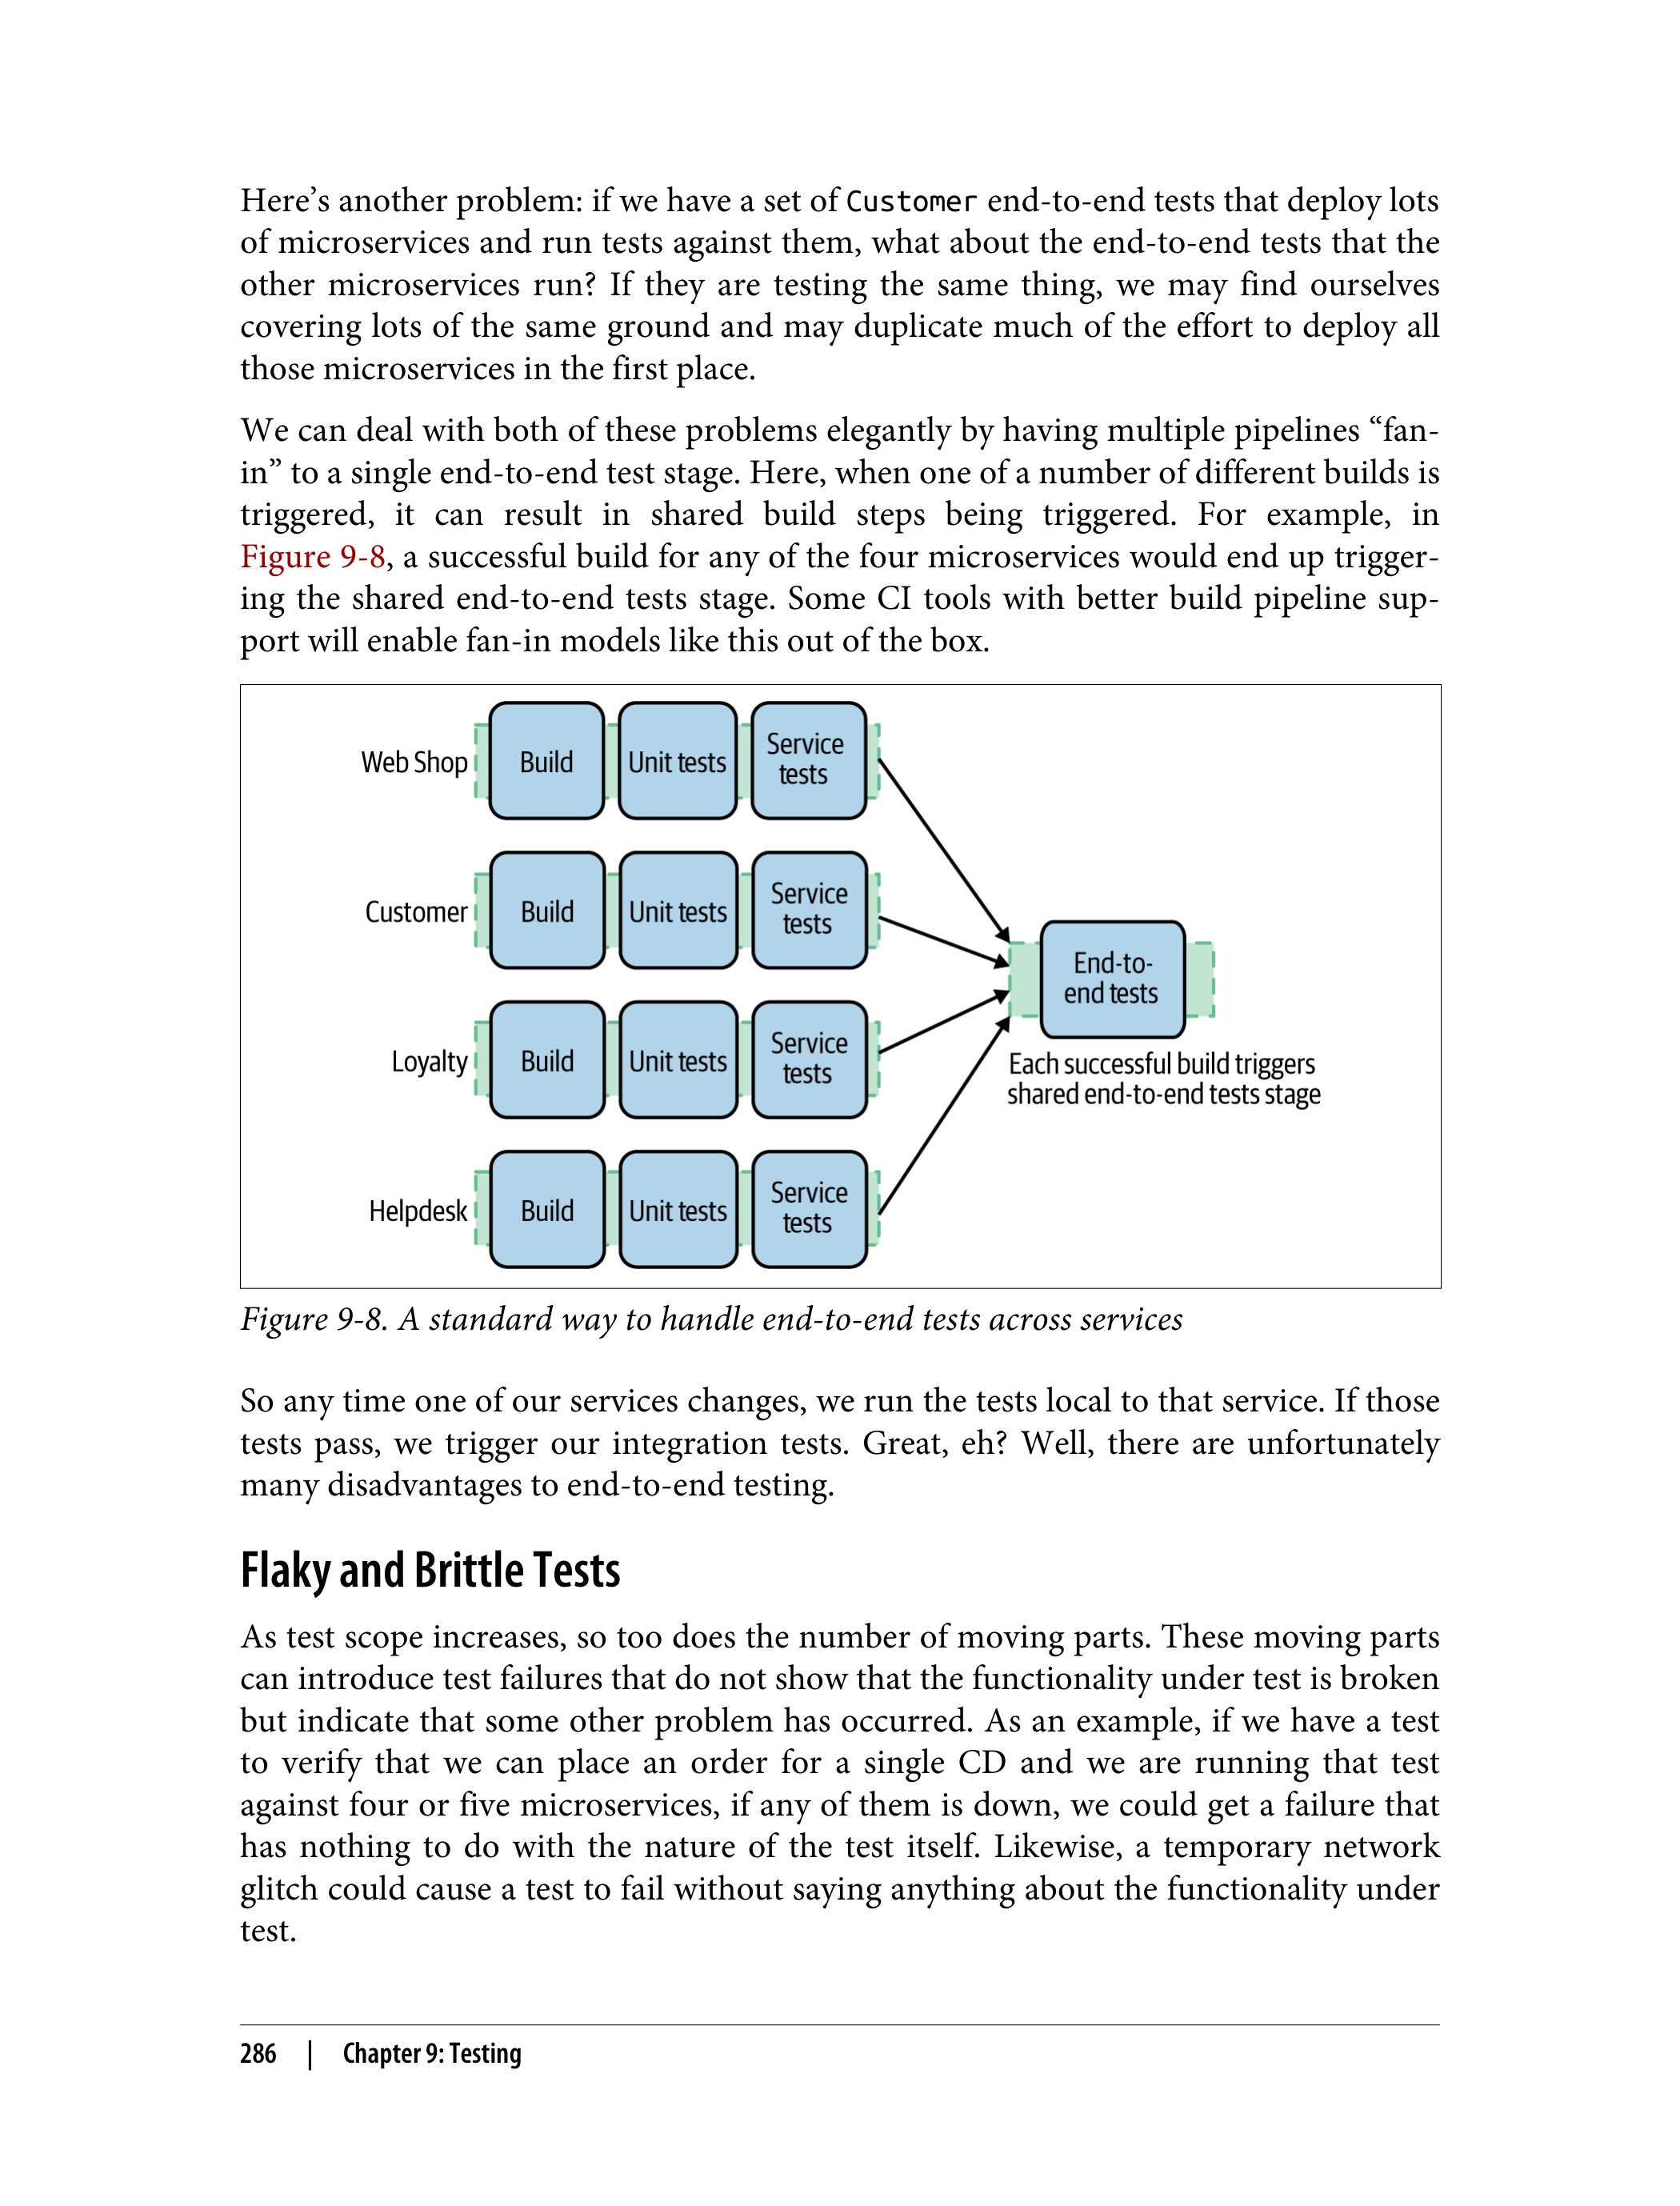 Here’s another problem: if we have a set of Customer end-to-end tests that deploy lots
of microservices and run tests against them, what about the end-to-end tests that the
other microservices run? If they are testing the same thing, we may find ourselves
covering lots of the same ground and may duplicate much of the effort to deploy all
those microservices in the first place.
We can deal with both of these problems elegantly by having multiple pipelines “fan-
in” to a single end-to-end test stage. Here, when one of a number of different builds is
triggered, it can result in shared build steps being triggered. For example, in
Figure 9-8, a successful build for any of the four microservices would end up trigger-
ing the shared end-to-end tests stage. Some CI tools with better build pipeline sup-
port will enable fan-in models like this out of the box.
Web Shop
Build
Unit tests
Service
tests
Customer
Build
Unit tests
Service
tests
Loyalty
Build
Unit tests
Service
tests
Helpdesk
Build
Unit tests
Service
tests
End-to-
end tests
Each successful build triggers
shared end-to-end tests stage
Figure 9-8. A standard way to handle end-to-end tests across services
So any time one of our services changes, we run the tests local to that service. If those
tests pass, we trigger our integration tests. Great, eh? Well, there are unfortunately
many disadvantages to end-to-end testing.
Flaky and Brittle Tests
As test scope increases, so too does the number of moving parts. These moving parts
can introduce test failures that do not show that the functionality under test is broken
but indicate that some other problem has occurred. As an example, if we have a test
to verify that we can place an order for a single CD and we are running that test
against four or five microservices, if any of them is down, we could get a failure that
has nothing to do with the nature of the test itself. Likewise, a temporary network
glitch could cause a test to fail without saying anything about the functionality under
test.
286 | Chapter 9: Testing